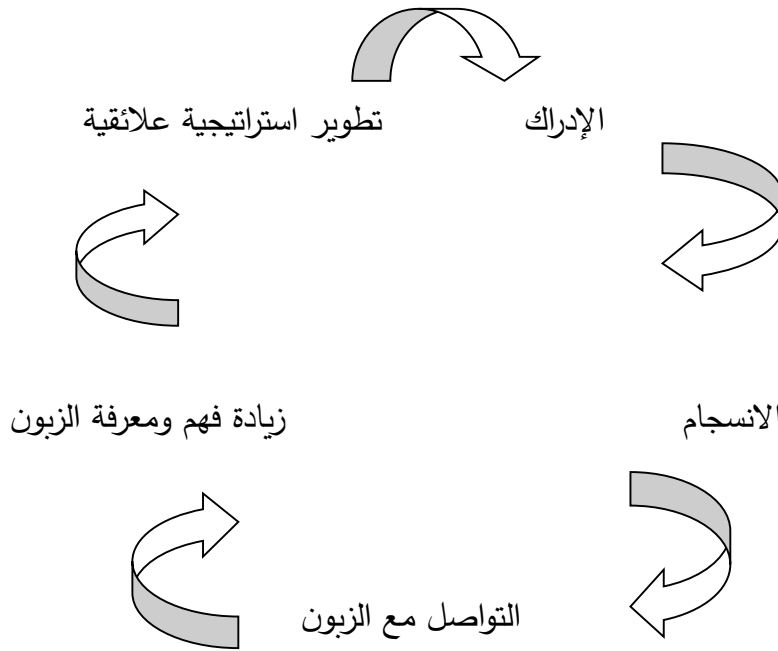 الإدراك
تطوير استراتيجية علائقية
الانسجام
زيادة فهم ومعرفة الزبون
التواصل مع الزبون